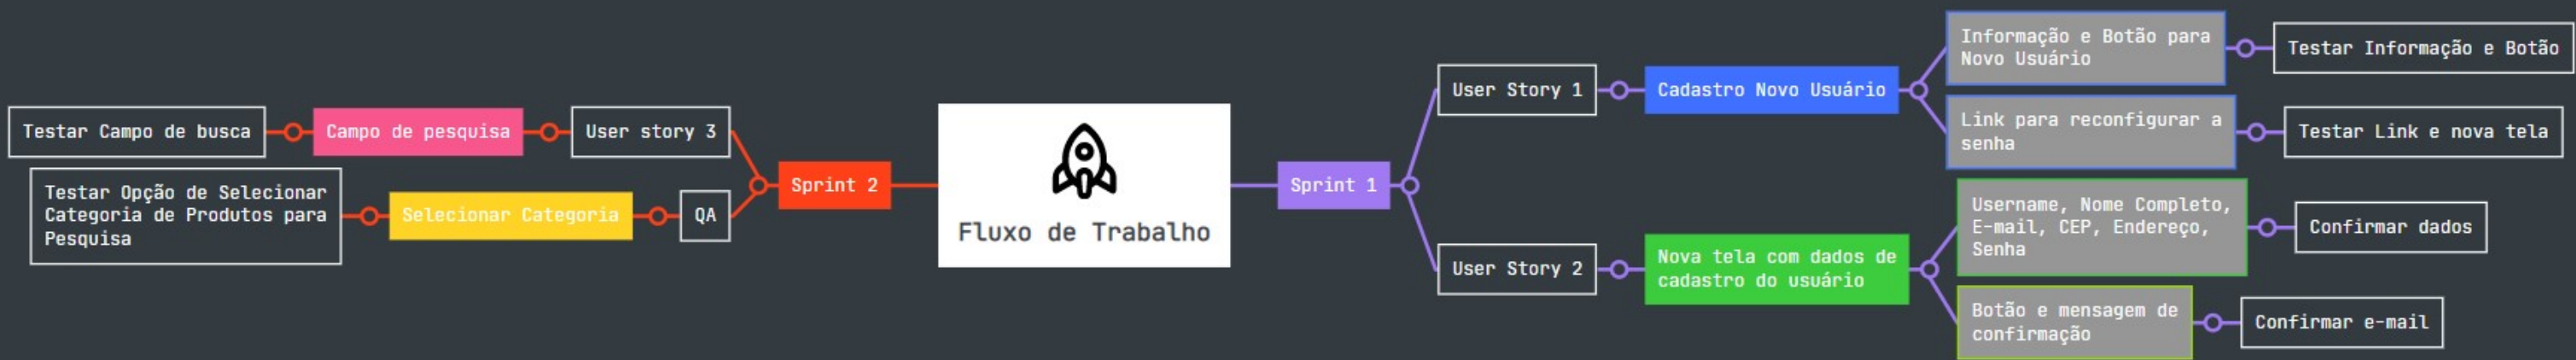 Testar Campo de busca
Campo de pesquisa
User story 3
Testar Opção de Selecionar
Categoria de Produtos para
Pesquisa
Selecionar Categoria
QA
Sprint 2
Fluxo de Trabalho
Sprint 1
User Story 1
Cadastro Novo Usuário
Informação e Botão para
Novo Usuário
Testar Informação e Botão
Link para reconfigurar a
senha
Testar Link e nova tela
User Story 2
Nova tela com dados de
cadastro do usuário
Username, Nome Completo,
E-mail, CEP, Endereço,
Senha
Confirmar dados
Botão e mensagem de
confirmação
Confirmar e-mail